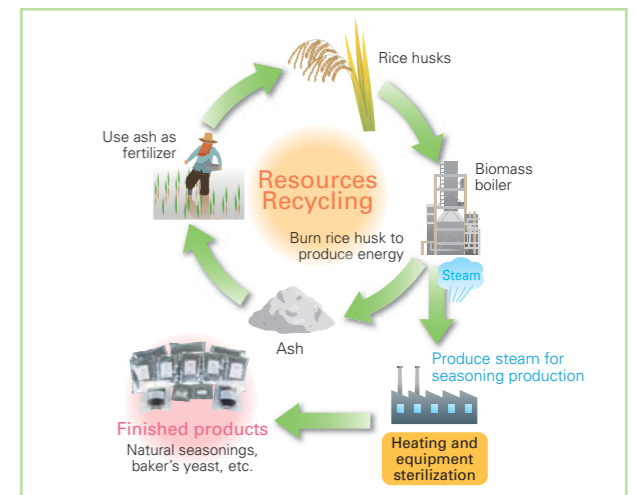 Rice husks
Use ash as
fertilizer
Biomass
boiler
Resources
Recycling
Burn rice husk to
produce energy
Steam
Ash
Produce steam for
seasoning production
Finished products
Natural seasonings,
baker's yeast, etc.
Heating and
equipment
sterilization